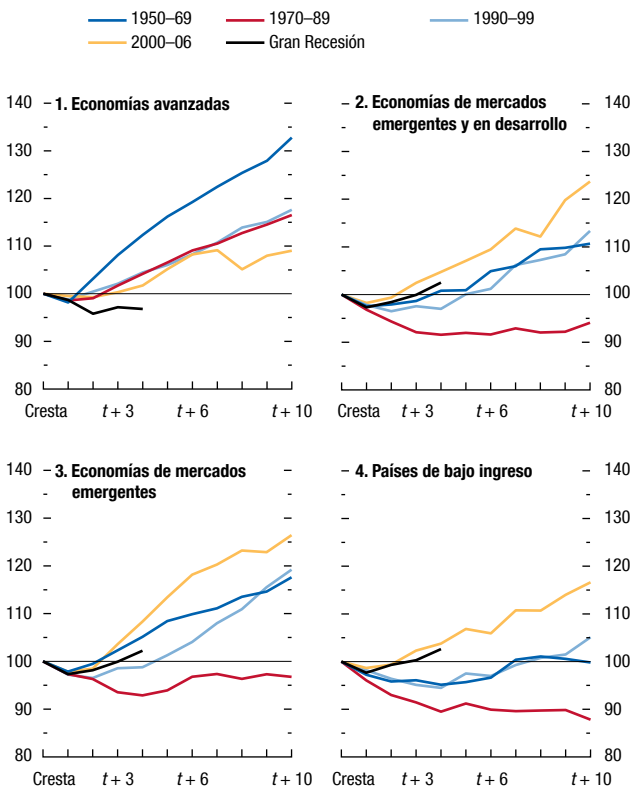 1950–69
1970–89
1990–99
2000–06
Gran Recesión
1. Economías avanzadas
140
130
120
110
100
90
80
Cresta t + 3 t + 6 t + 10
2. Economías de mercados
emergentes y en desarrollo
140
130
120
110
100
90
80
Cresta t + 3 t + 6 t + 10
3. Economías de mercados
emergentes
140
130
120
110
100
90
80
Cresta t + 3 t + 6 t + 10
4. Países de bajo ingreso
140
130
120
110
100
90
80
Cresta t + 3 t + 6 t + 10